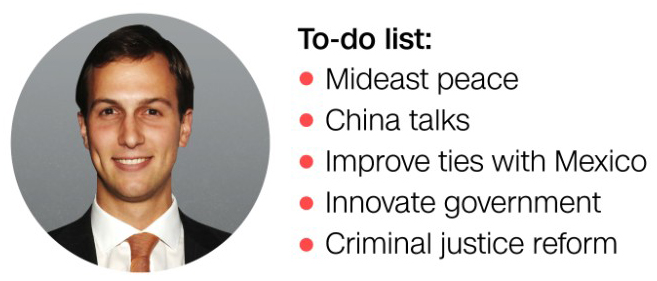 To-do list:
• Mideast peace
• China talks
• Improve ties with Mexico
• Innovate government
• Criminal justice reform